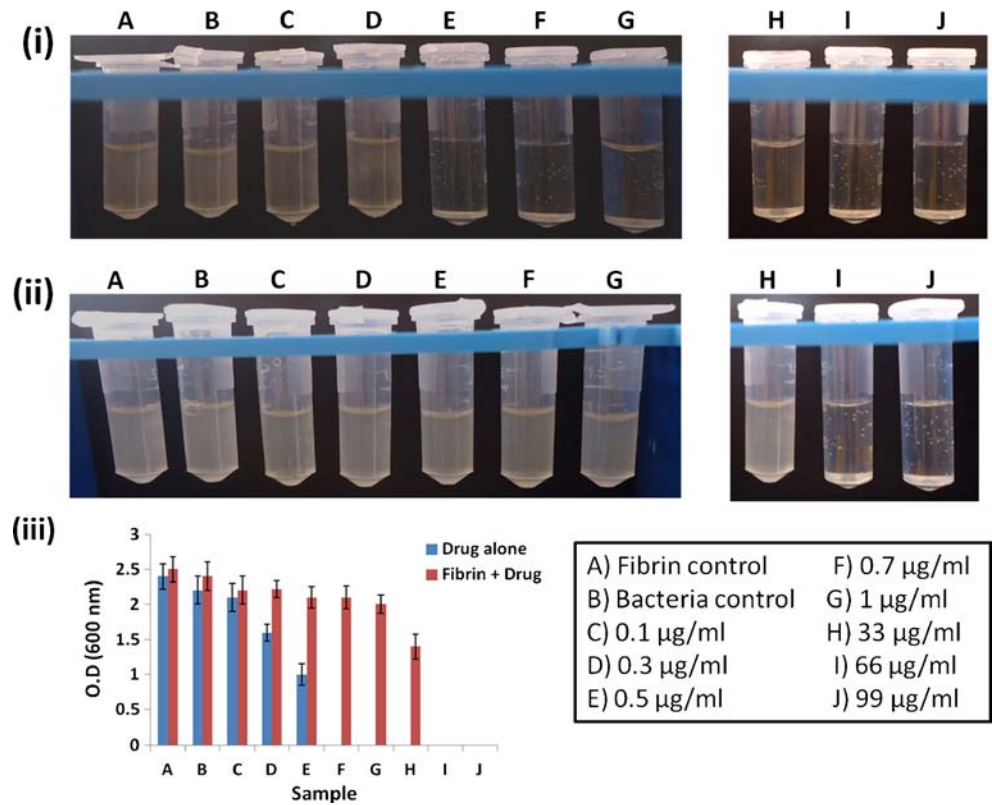 A B C D E F G H I J
(i)
A B C D E F G H I J
(ii)
(iii)
3
2.5
2
1.5
1
0.5
0
O.D (600 nm)
Drug alone
Fibrin + Drug
A B C D E F G H I J
Sample
A) Fibrin control
B) Bacteria control
C) 0.1 µg/ml
D) 0.3 µg/ml
E) 0.5 µg/ml
F) 0.7 µg/ml
G) 1 µg/ml
H) 33 µg/ml
I) 66 µg/ml
J) 99 µg/ml